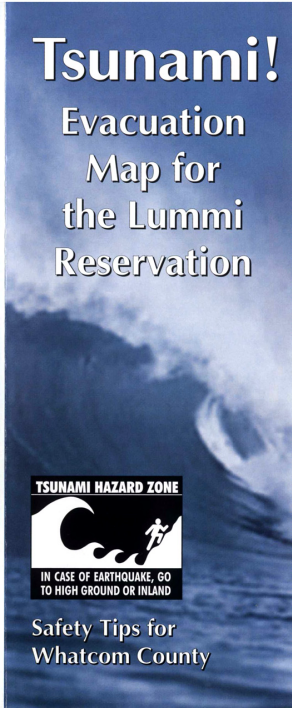 Tsunami!
Evacuation
Map for
the Lummi
Reservation
TSUNAMI HAZARD ZONE
IN CASE OF EARTHQUAKE, GO
TO HIGH GROUND OR INLAND
Safety Tips for
Whatcom County